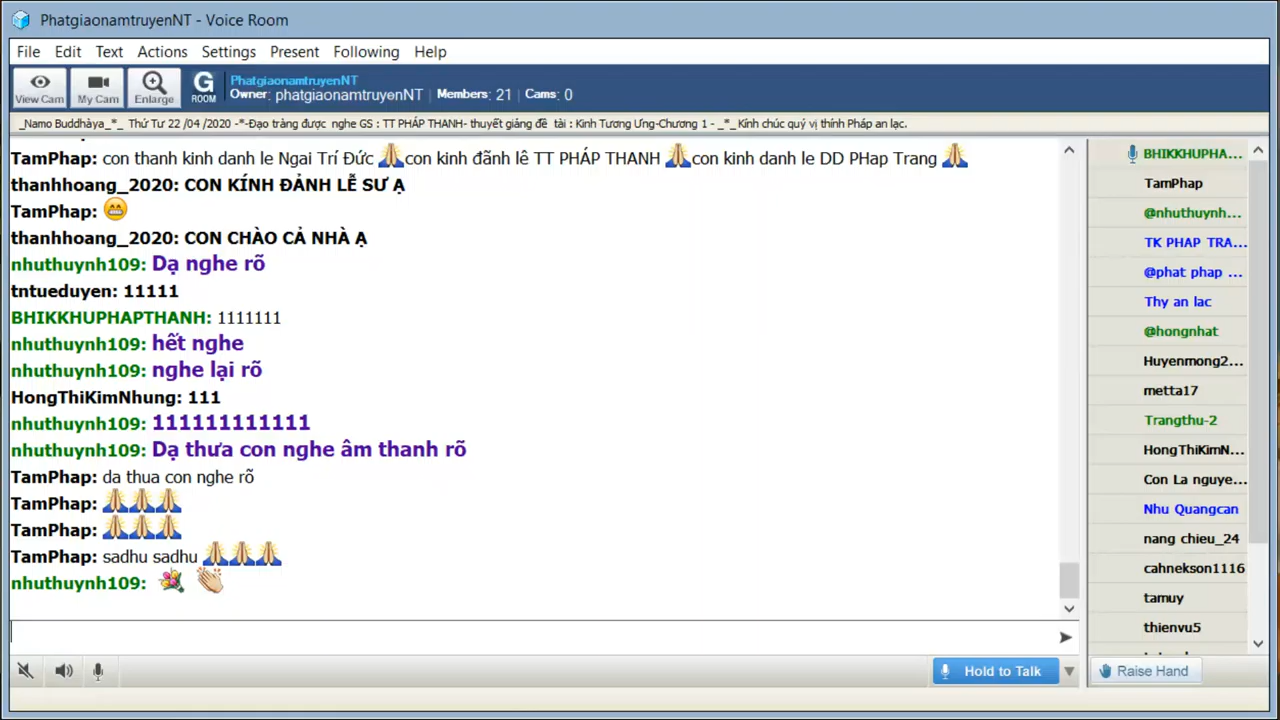 PhatgiaonamtruyenNT - Voice Room
File Edit Text Actions Settings Present Following Help
View Cam My Cam Enlarge G ROOM
PhatgiaonamtruyenNT
Owner: phatgiaonamtruyenNT Members: 21 Cams: 0
_Namo Buddhàya_*_ Thứ Tư 22 /04 /2020 -*-Đạo tràng được nghe GS : TT PHÁP THANH- thuyết giảng đề tài : Kinh Tương Ưng-Chương 1 - _*_ Kính chúc quý vị thính Pháp an lạc.
TamPhap: con thanh kinh danh le Ngai Trí Đức 🙏con kinh đãnh lê TT PHÁP THANH 🙏con kinh danh le DD PHap Trang 🙏
thanhhoang_2020: CON KÍNH ĐẢNH LỄ SƯ Ạ
TamPhap: 😁
thanhhoang_2020: CON CHÀO CẢ NHÀ Ạ
nhuthuynh109: Dạ nghe rõ
tntueduyen: 11111
BHIKKHUPHAPTHANH: 1111111
nhuthuynh109: hết nghe
nhuthuynh109: nghe lại rõ
HongThiKimNhung: 111
nhuthuynh109: 111111111111
nhuthuynh109: Dạ thưa con nghe âm thanh rõ
TamPhap: da thua con nghe rõ
TamPhap: 🙏🙏🙏
TamPhap: 🙏🙏🙏
TamPhap: sadhu sadhu 🙏🙏🙏
nhuthuynh109: 💐 👏
BHIKKHUPHA...
TamPhap
@nhuthuynh...
TK PHAP TRA...
@phat phap ...
Thy an lac
@hongnhat
Huyenmong2...
metta17
Trangthu-2
HongThiKimN...
Con La nguye...
Nhu Quangcan
nang chieu_24
cahnekson1116
tamuy
thienvu5
Hold to Talk
Raise Hand